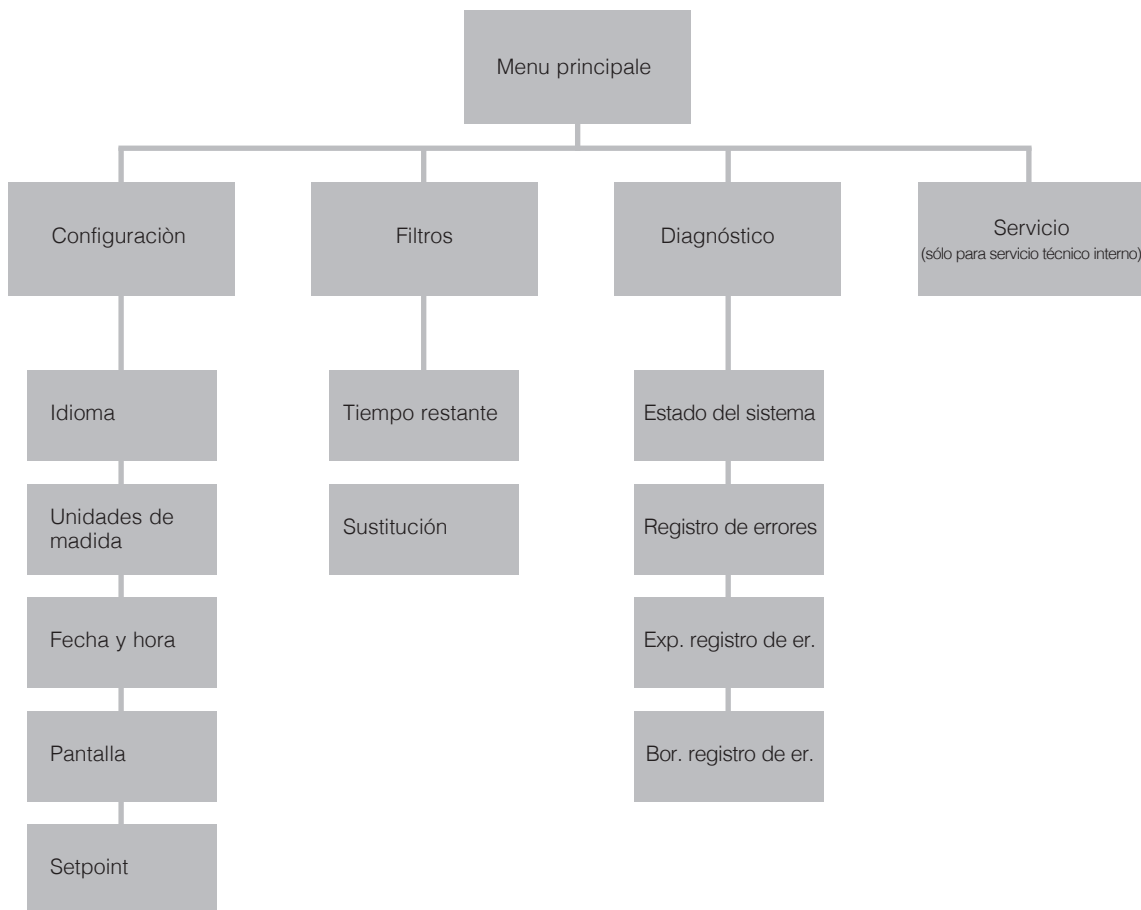 Menu principale
Configuraciòn
Filtros
Diagnóstico
Servicio
(sólo para servicio técnico interno)
Idioma
Unidades de
madida
Fecha y hora
Pantalla
Setpoint
Tiempo restante
Sustitución
Estado del sistema
Registro de errores
Exp. registro de er.
Bor. registro de er.